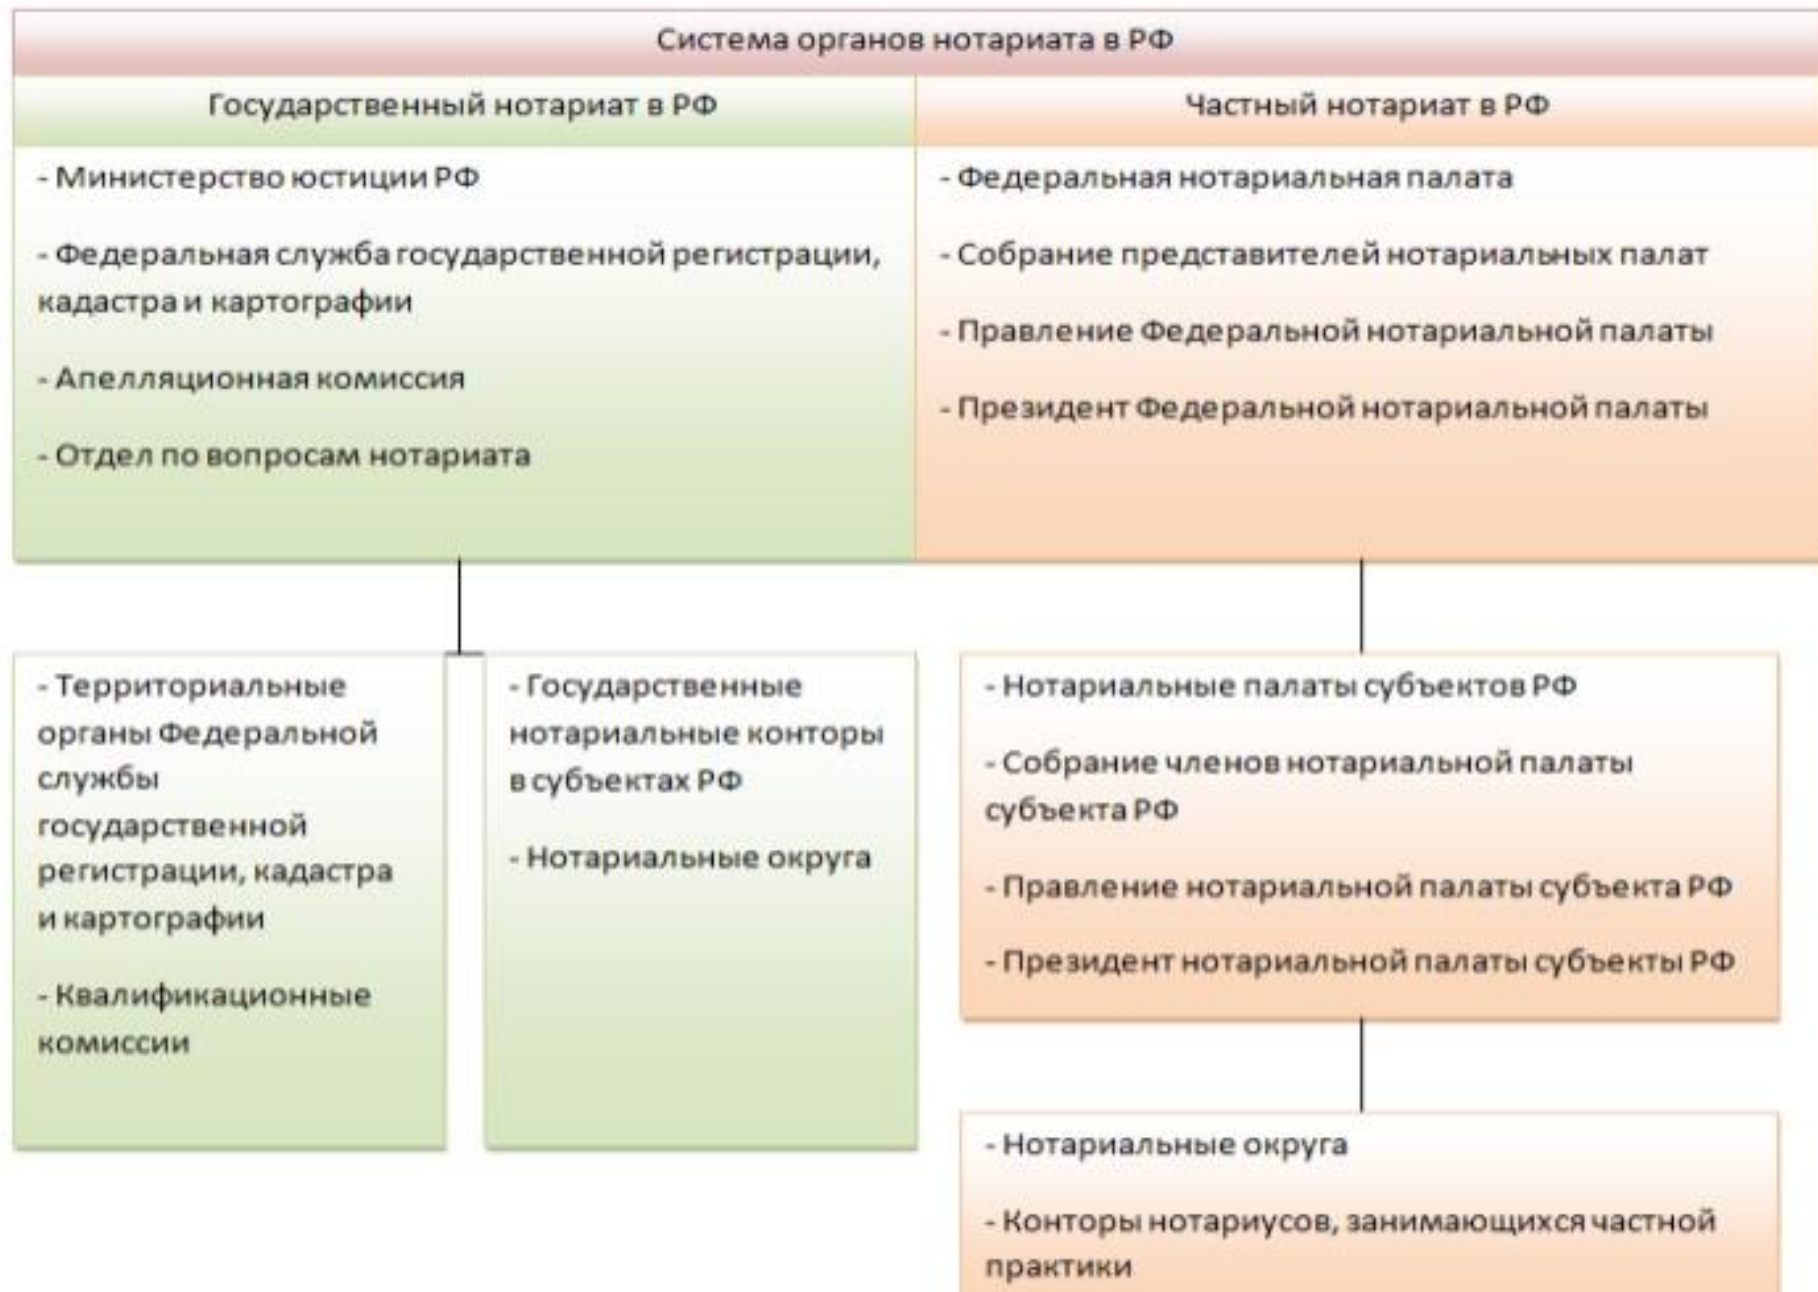 Система органов нотариата в РФ
Государственный нотариат в РФ
- Министерство юстиции РФ
- Федеральная служба государственной регистрации,
кадастра и картографии
- Апелляционная комиссия
- Отдел по вопросам нотариата
Частный нотариат в РФ
- Федеральная нотариальная палата
- Собрание представителей нотариальных палат
- Правление Федеральной нотариальной палаты
- Президент Федеральной нотариальной палаты
- Территориальные
органы Федеральной
службы
государственной
регистрации, кадастра
и картографии
- Квалификационные
комиссии
- Государственные
нотариальные конторы
в субъектах РФ
- Нотариальные округа
- Нотариальные палаты субъектов РФ
- Собрание членов нотариальной палаты
субъекта РФ
- Правление нотариальной палаты субъекта РФ
- Президент нотариальной палаты субъекты РФ
- Нотариальные округа
- Конторы нотариусов, занимающихся частной
практики